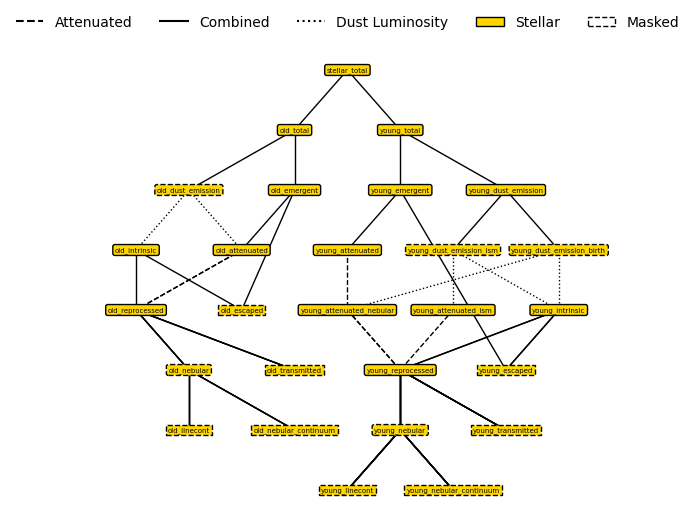 Attenuated Combined Dust Luminosity Stellar Masked
stellar_total
old_total young_total
old_dust_emission old_emergent young_emergent young_dust_emission
old_intrinsic old_attenuated young_attenuated young_dust_emission_ism young_dust_emission_birth
old_reprocessed old_escaped young_attenuated_nebular young_attenuated_ism young_intrinsic
old_nebular old_transmitted young_reprocessed young_escaped
old_linecont old_nebular_continuum young_nebular young_transmitted
young_linecont young_nebular_continuum